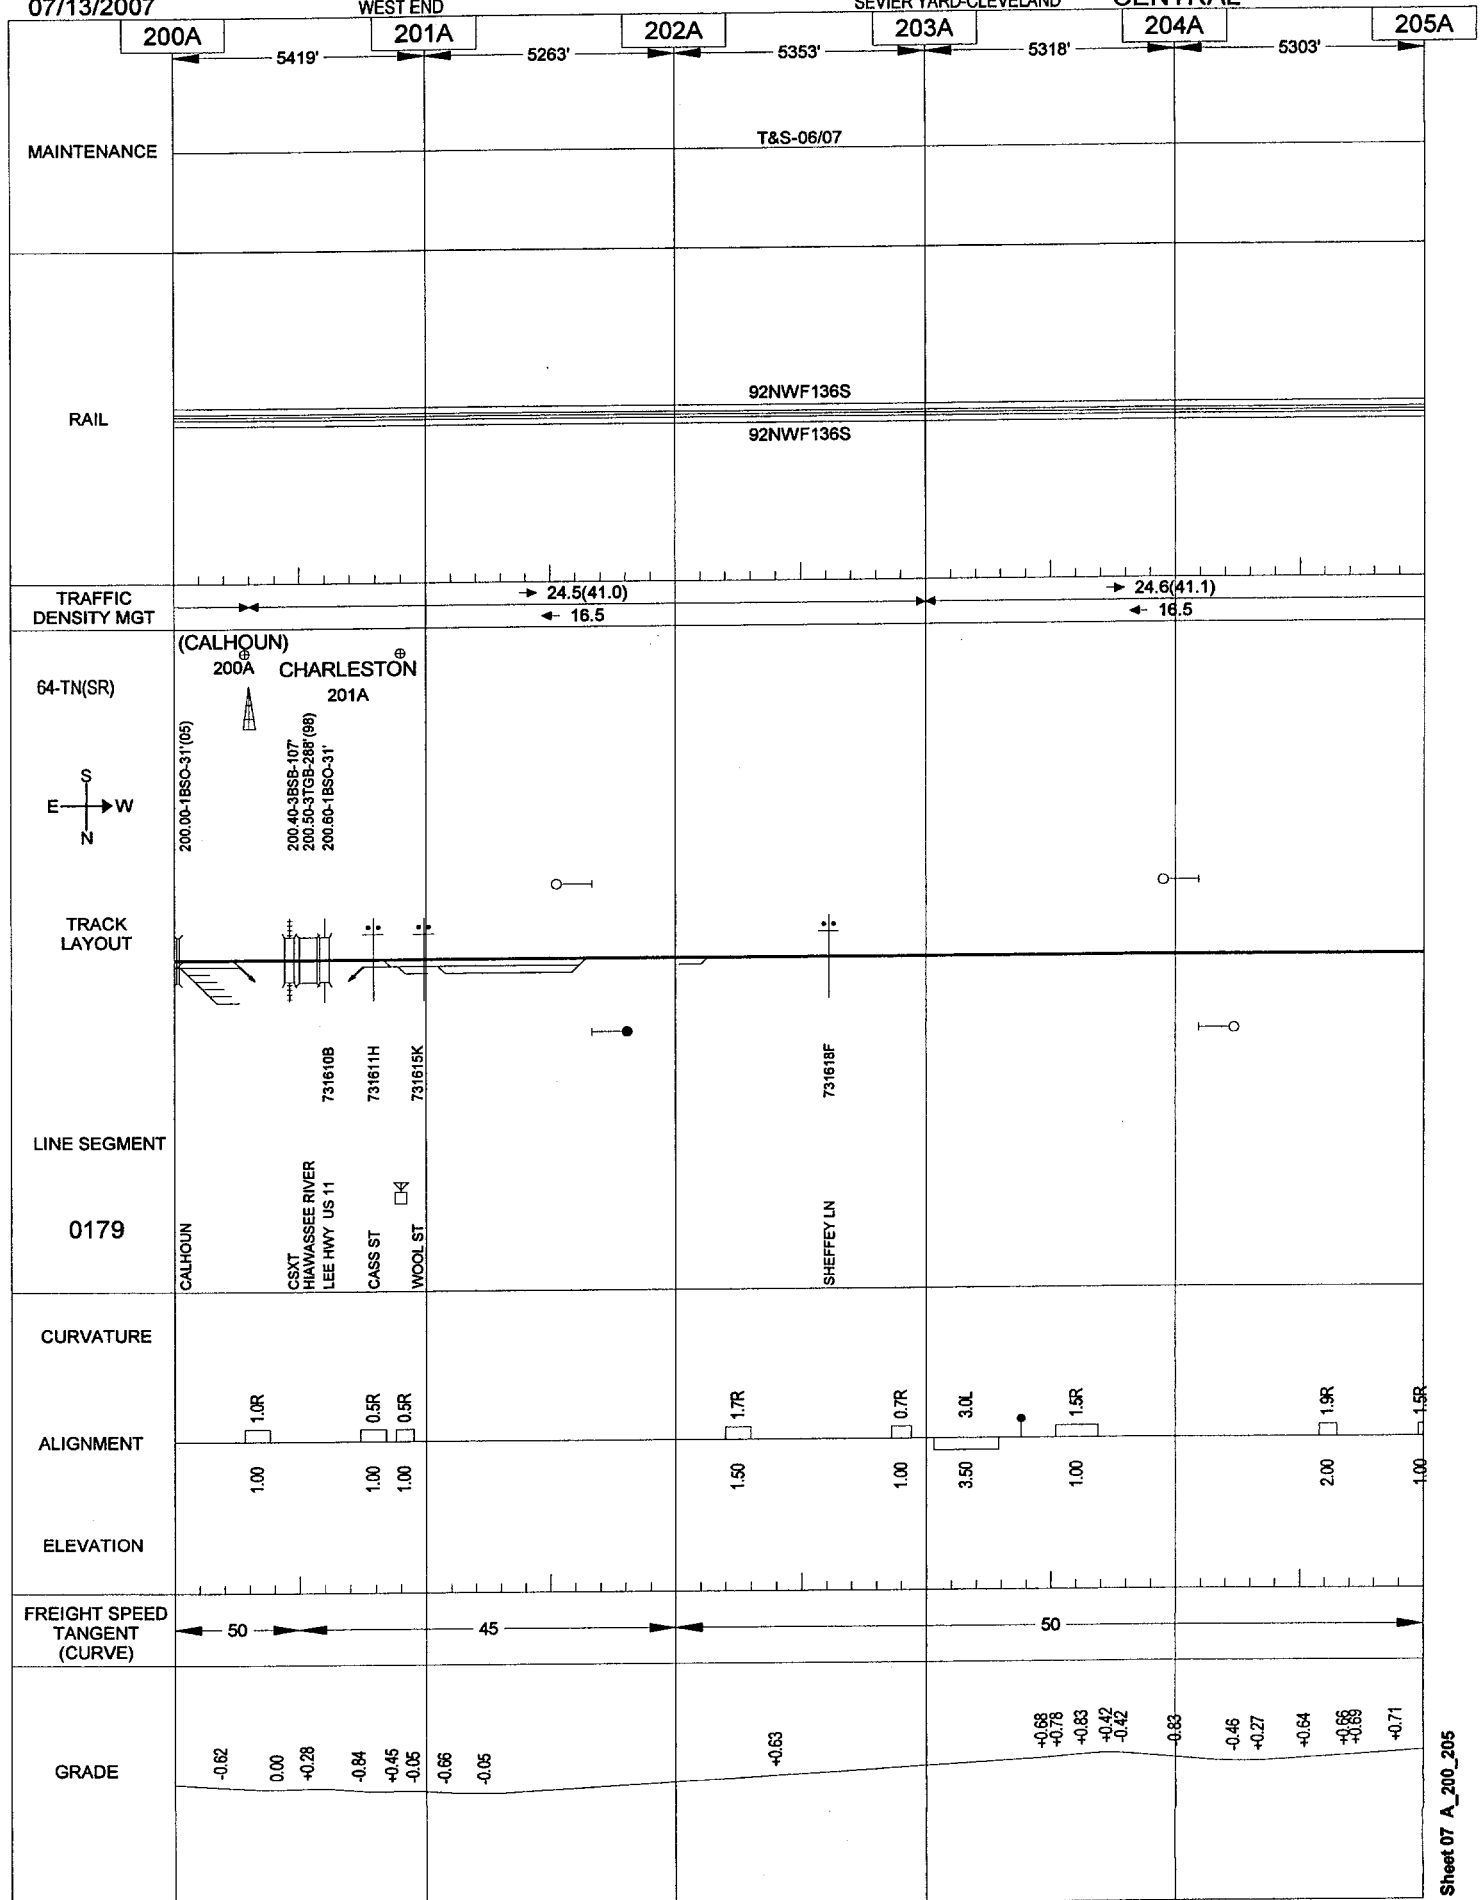 07/13/2007
WEST END
SEVIER YARD-CLEVELAND
CENTRAL
200A
201A
202A
203A
204A
205A
5419'
5263'
5353'
5318'
5303'
MAINTENANCE
T&S-06/07
RAIL
92NWF136S
92NWF136S
TRAFFIC
DENSITY MGT
24.5(41.0)
16.5
24.6(41.1)
16.5
(CALHOUN)
200A
CHARLESTON
201A
64-TN(SR)
S
E
W
N
200.00-1BSO-31'(05)
200.40-3BSB-107'
200.50-3TGB-288'(98)
200.60-1BSO-31'
TRACK
LAYOUT
731610B
731611H
731615K
731618F
LINE SEGMENT
0179
CALHOUN
CSXT
HIAWASSEE RIVER
LEE HWY US 11
CASS ST
WOOL ST
SHEFFEY LN
CURVATURE
1.0R
0.5R
0.5R
1.7R
0.7R
3.0L
1.5R
1.9R
1.5R
ALIGNMENT
1.00
1.00
1.00
1.50
1.00
3.50
1.00
2.00
1.00
ELEVATION
FREIGHT SPEED
TANGENT
(CURVE)
50
45
50
GRADE
-0.62
0.00
+0.28
-0.84
+0.45
-0.05
-0.66
-0.05
+0.63
+0.68
+0.78
+0.83
+0.42
-0.42
-0.83
-0.46
+0.27
+0.64
+0.66
+0.69
+0.71
Sheet 07 A_200_205